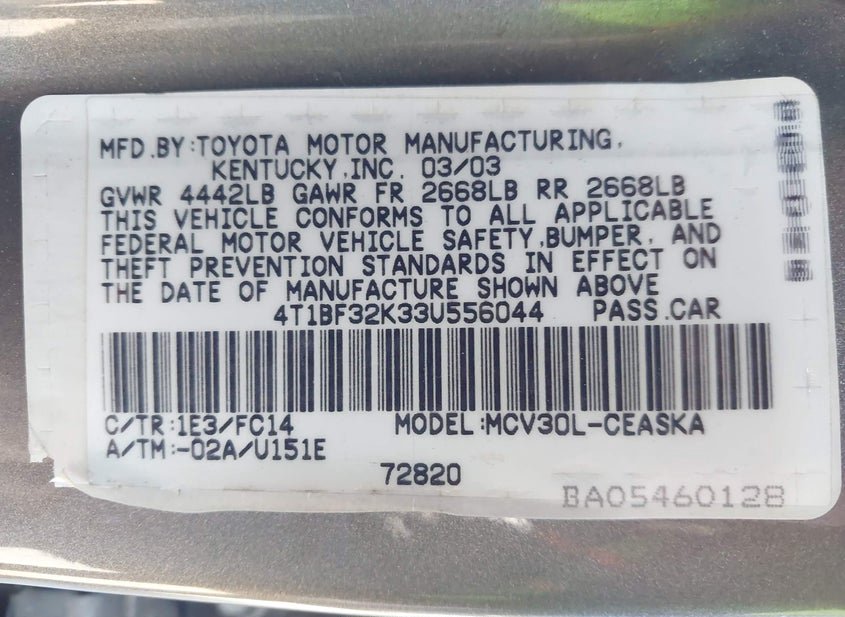 MFD.BY:TOYOTA MOTOR MANUFACTURING,
KENTUCKY,INC. 03/03
GVWR 4442LB GAWR FR 2668LB RR 2668LB
THIS VEHICLE CONFORMS TO ALL APPLICABLE
FEDERAL MOTOR VEHICLE SAFETY,BUMPER, AND
THEFT PREVENTION STANDARDS IN EFFECT ON
THE DATE OF MANUFACTURE SHOWN ABOVE
4T1BF32K33U556044 PASS.CAR
C/TR:1E3/FC14 MODEL:MCV30L-CEASKA
A/TM:-02A/U151E
72820
BA05460128